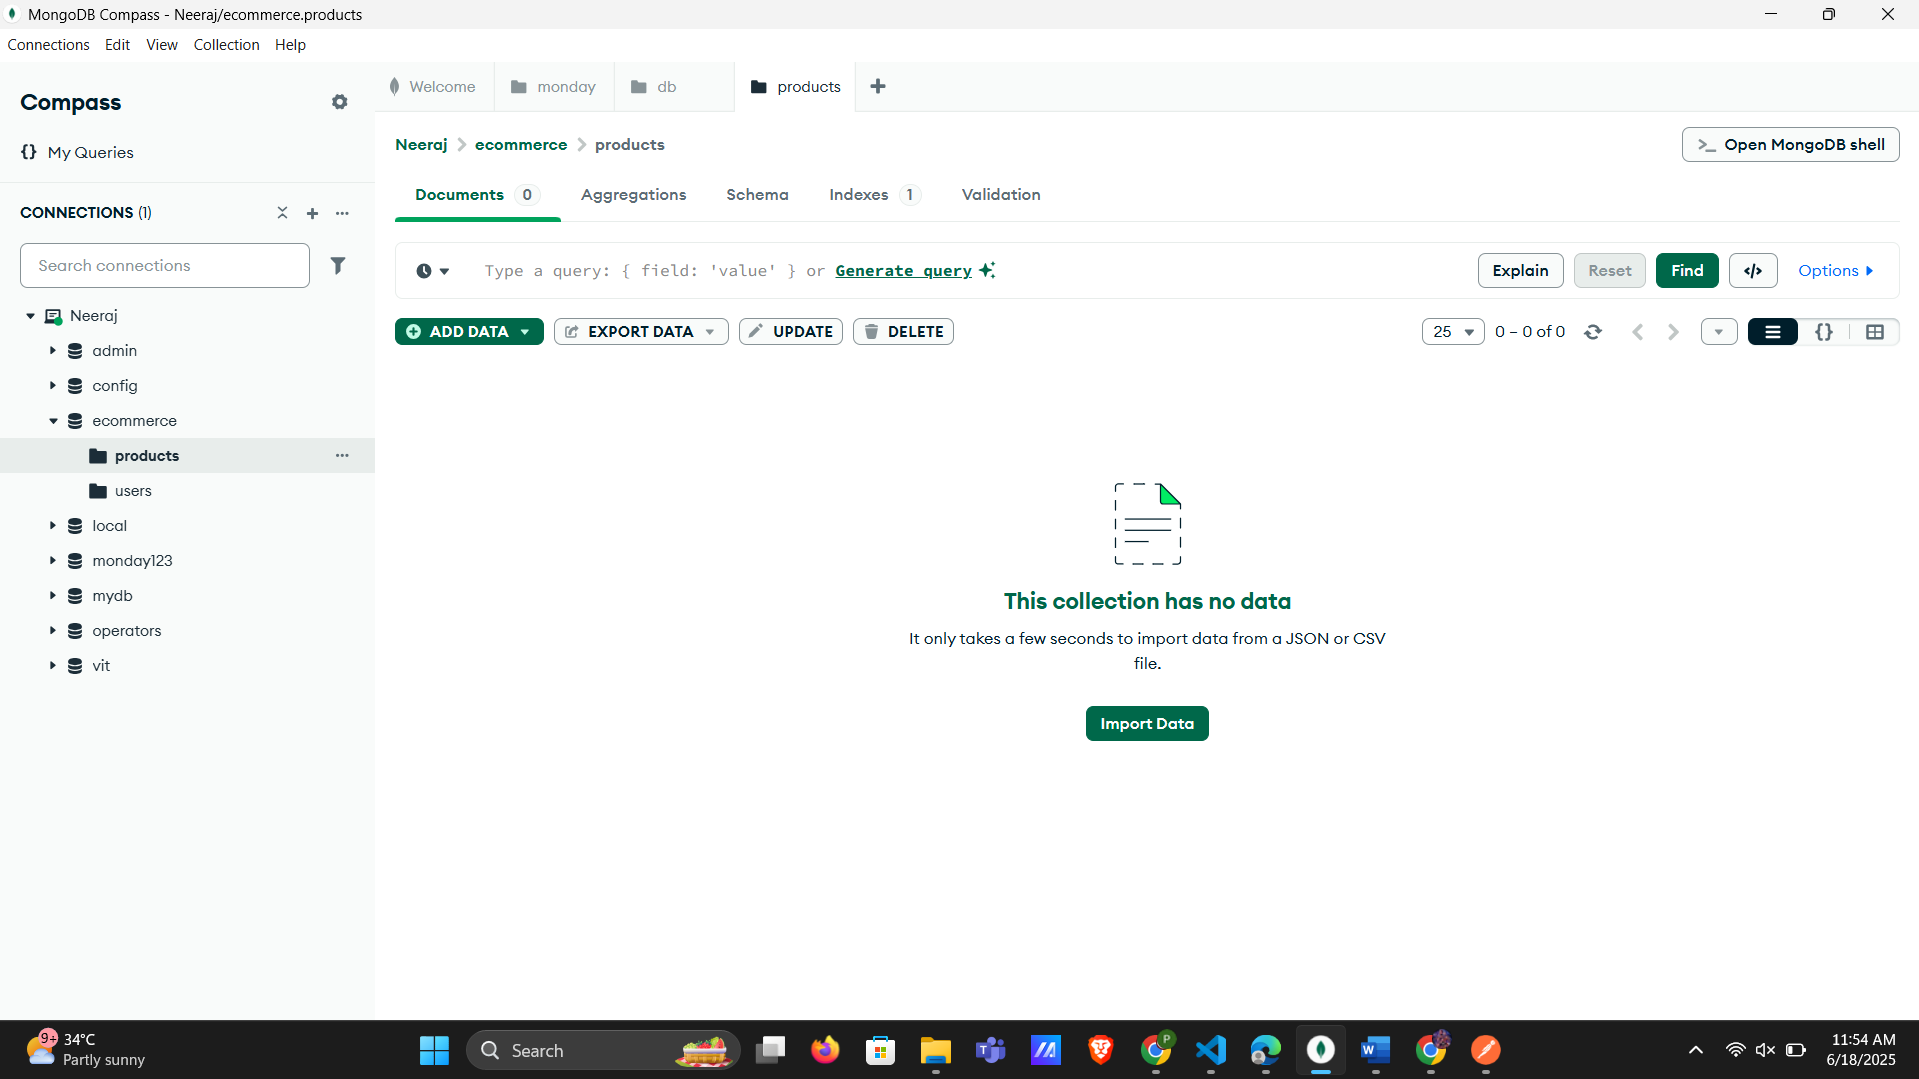 MongoDB Compass - Neeraj/ecommerce.products
Connections Edit View Collection Help
Compass
{} My Queries
CONNECTIONS (1)
Search connections
Neeraj
admin
config
ecommerce
products
users
local
monday123
mydb
operators
vit
Welcome monday db products
Neeraj > ecommerce > products
>_ Open MongoDB shell
Documents 0 Aggregations Schema Indexes 1 Validation
Type a query: { field: 'value' } or Generate query
Explain Reset Find </> Options
ADD DATA EXPORT DATA UPDATE DELETE
25 0 – 0 of 0 {}
This collection has no data
It only takes a few seconds to import data from a JSON or CSV
file.
Import Data
9+ 34°C
Partly sunny
Search
P
11:54 AM
6/18/2025